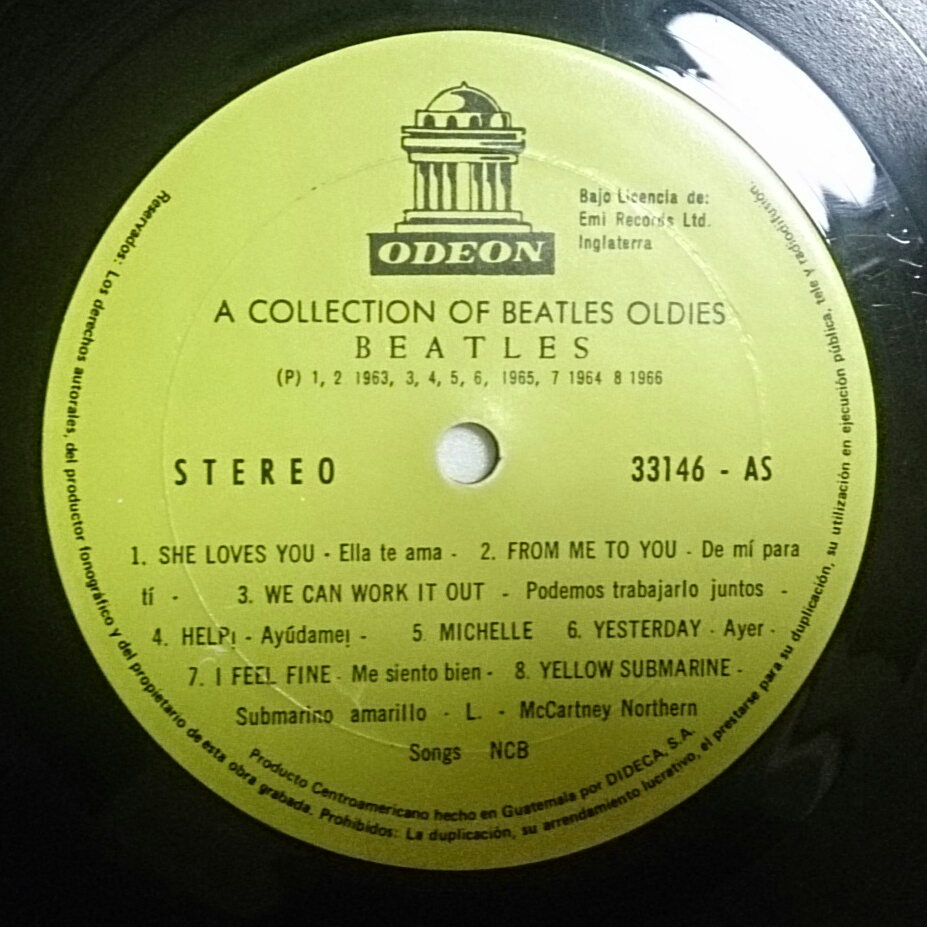 ODEON
Bajo Licencia de:
Emi Records Ltd.
Inglaterra
A COLLECTION OF BEATLES OLDIES
BEATLES
(P) 1, 2 1963, 3, 4, 5, 6, 1965, 7 1964 8 1966
STEREO
33146 - AS
1. SHE LOVES YOU - Ella te ama - 2. FROM ME TO YOU - De mí para
tí - 3. WE CAN WORK IT OUT - Podemos trabajarlo juntos -
4. HELP! - Ayúdame! - 5 MICHELLE 6. YESTERDAY - Ayer -
7. I FEEL FINE - Me siento bien - 8. YELLOW SUBMARINE -
Submarino amarillo - L. - McCartney Northern
Songs NCB
Producto Centroamericano hecho en Guatemala por DIDECA, S.A.
Reservados: Los derechos autorales, del productor fonográfico y del propietario de esta obra grabada. Prohibidos: La duplicación, su arrendamiento lucrativo, el prestarse para su duplicación, su utilización en ejecución pública, tele y radiodifusión.